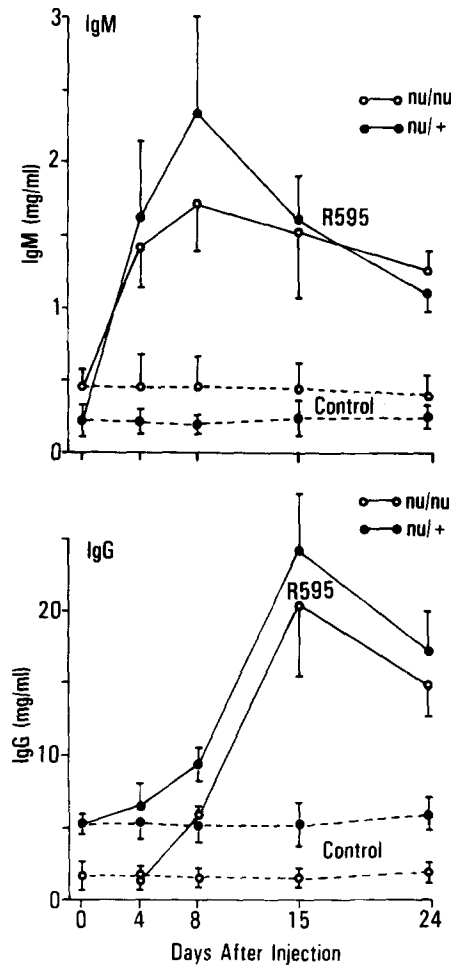 IgM
nu/nu
nu/+
3
2
1
0
IgM (mg/ml)
R595
Control
IgG
nu/nu
nu/+
20
10
0
IgG (mg/ml)
R595
Control
0 4 8 15 24
Days After Injection